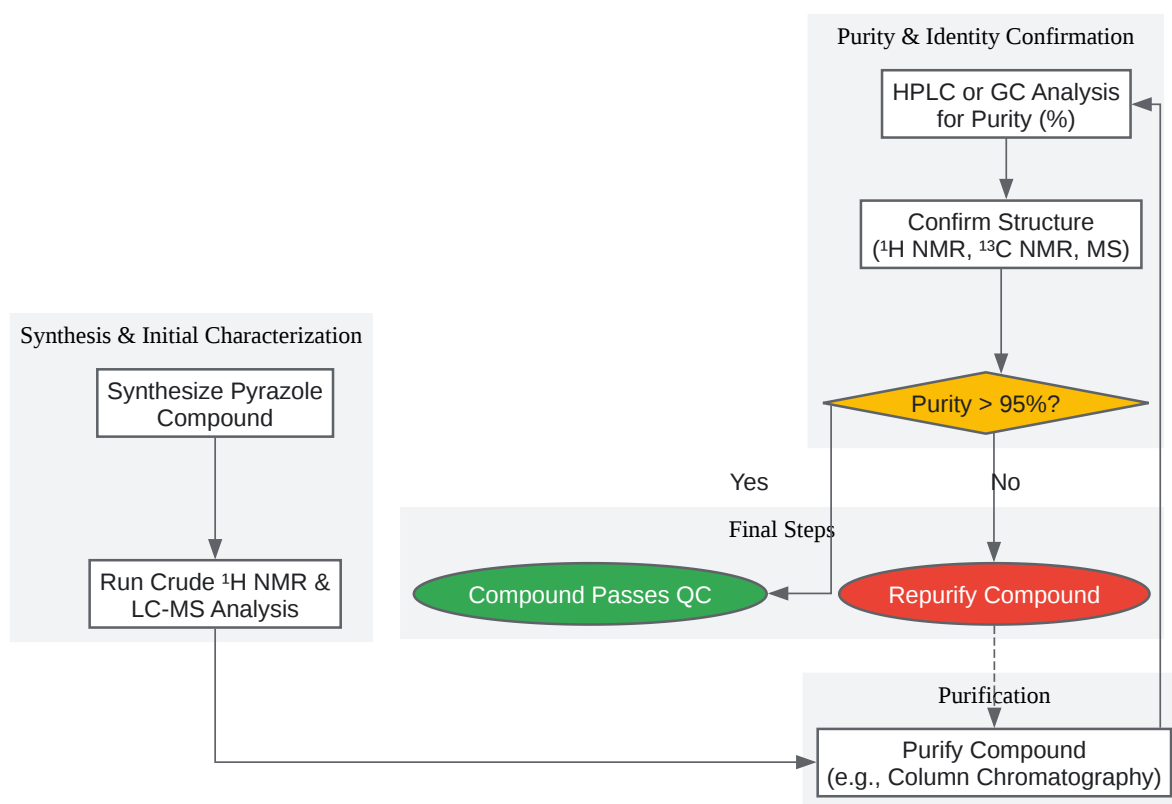 Purity & Identity Confirmation
HPLC or GC Analysis
for Purity (%)
Confirm Structure
(¹H NMR, ¹³C NMR, MS)
Purity > 95%?
Synthesis & Initial Characterization
Synthesize Pyrazole
Compound
Run Crude ¹H NMR &
LC-MS Analysis
Yes
No
Final Steps
Compound Passes QC
Repurify Compound
Purification
Purify Compound
(e.g., Column Chromatography)